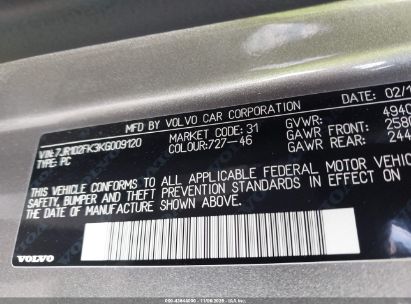 MFD BY VOLVO CAR CORPORATION DATE: 02/1
VIN: 7JR102FK3KG009120 MARKET CODE: 31 GVWR: 494
TYPE: PC COLOUR: 727-46 GAWR FRONT: 258
GAWR REAR: 244
THIS VEHICLE CONFORMS TO ALL APPLICABLE FEDERAL MOTOR VEHIC
SAFETY, BUMPER AND THEFT PREVENTION STANDARDS IN EFFECT
ON THE DATE OF MANUFACTURE SHOWN ABOVE.
VOLVO